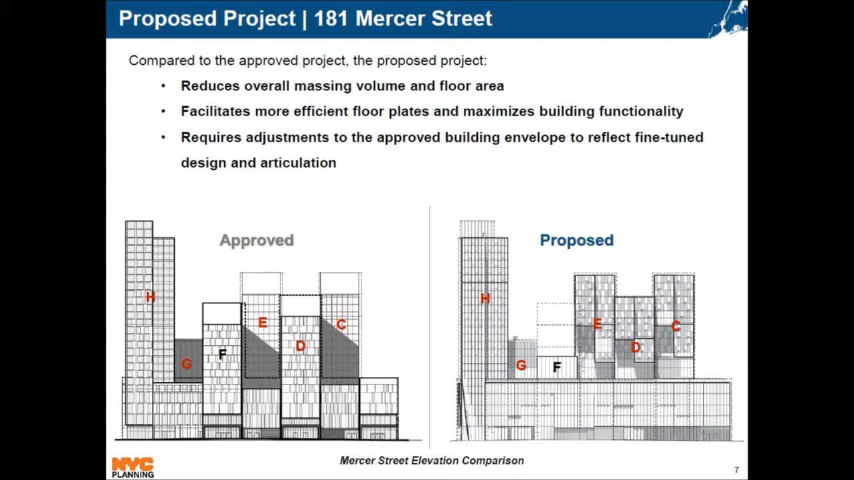 Proposed Project | 181 Mercer Street
Compared to the approved project, the proposed project:
• Reduces overall massing volume and floor area
• Facilitates more efficient floor plates and maximizes building functionality
• Requires adjustments to the approved building envelope to reflect fine-tuned
design and articulation
Approved
Proposed
H
G
F
E
D
C
H
G
F
E
D
C
Mercer Street Elevation Comparison
NYC
PLANNING
7